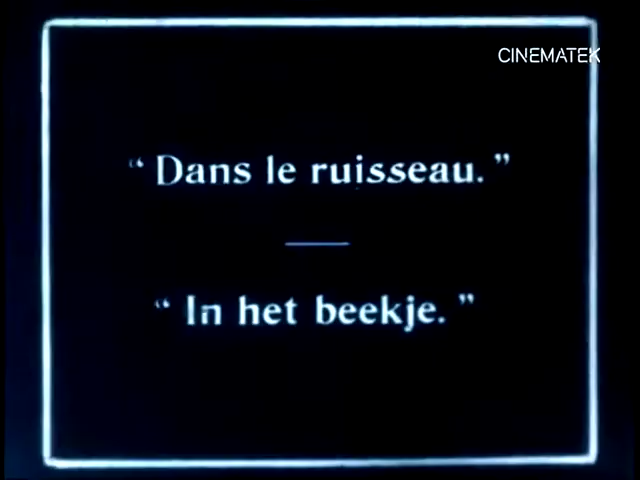 CINEMATEK
“ Dans le ruisseau. ”
“ In het beekje. ”